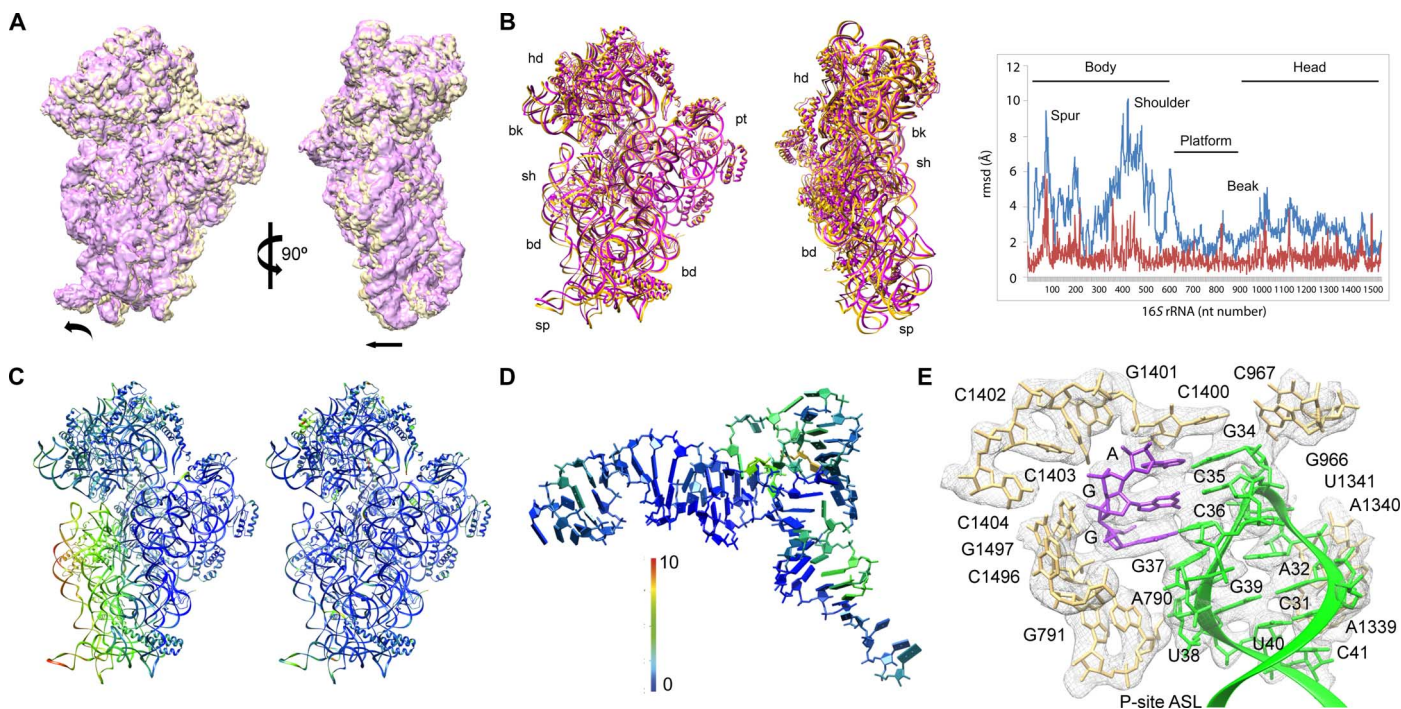 A
90º
B
hd
bk
pt
sh
bd
bd
sp
hd
bk
sh
bd
sp
12
10
8
6
4
2
0
rmsd (Å)
Body
Head
Spur
Shoulder
Platform
Beak
100 200 300 400 500 600 700 800 900 1000 1100 1200 1300 1400 1500
16S rRNA (nt number)
C
D
10
0
E
C1402
G1401
C1400
C967
G34
A
C1403
G
C35
G966
U1341
A1340
C1404
C36
G
G1497
C1496
G37
A32
A790
G39
C31
G791
A1339
U38
U40
C41
P-site ASL